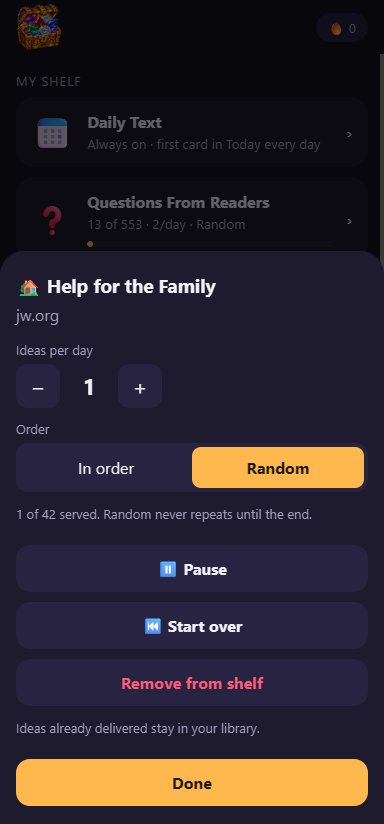 0
MY SHELF
Daily Text
Always on · first card in Today every day
Questions From Readers
13 of 553 · 2/day · Random
Help for the Family
jw.org
Ideas per day
− 1 +
Order
In order Random
1 of 42 served. Random never repeats until the end.
Pause
Start over
Remove from shelf
Ideas already delivered stay in your library.
Done